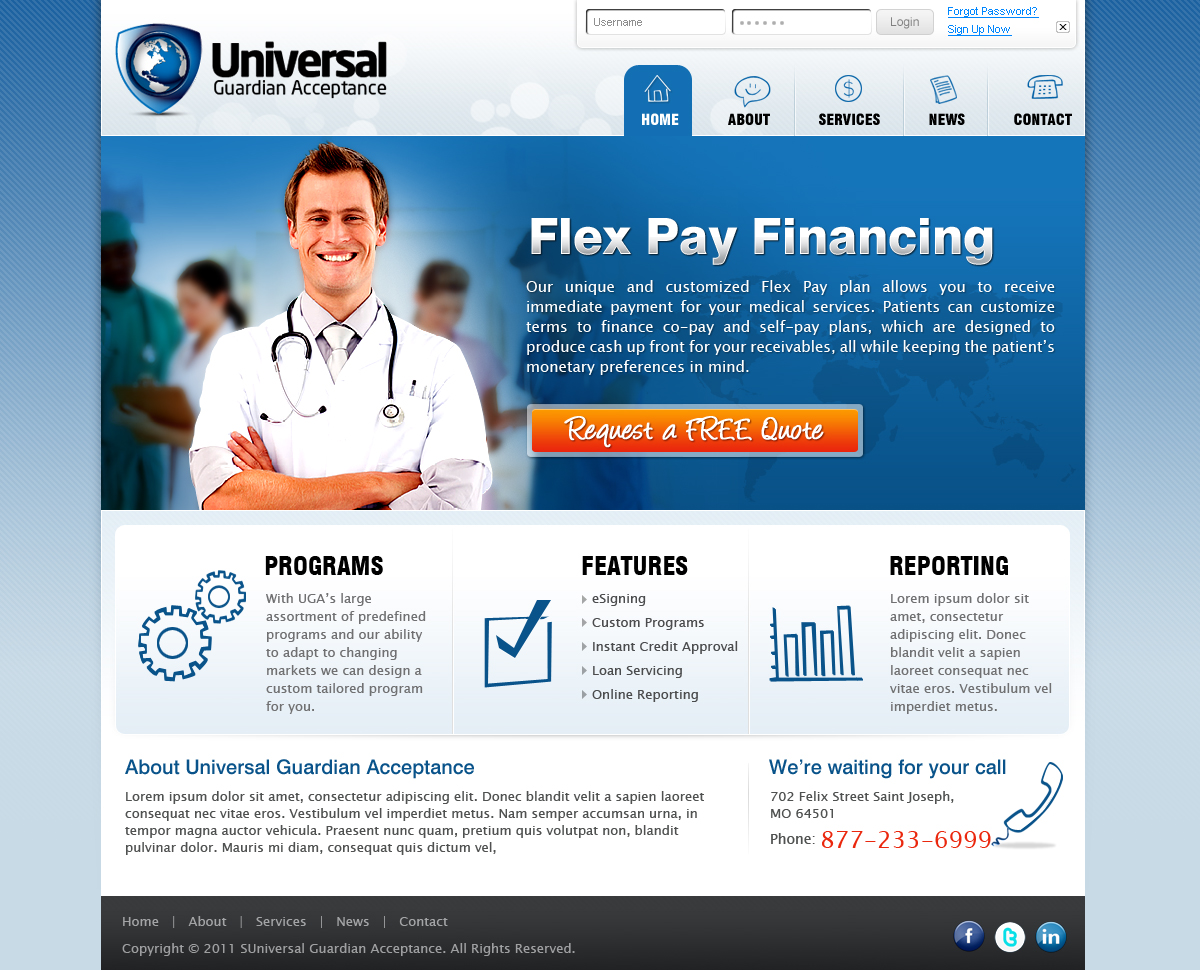 Username
Login
Forgot Password?
Sign Up Now
Universal
Guardian Acceptance
HOME
ABOUT
SERVICES
NEWS
CONTACT
Flex Pay Financing
Our unique and customized Flex Pay plan allows you to receive
immediate payment for your medical services. Patients can customize
terms to finance co-pay and self-pay plans, which are designed to
produce cash up front for your receivables, all while keeping the patient's
monetary preferences in mind.
Request a FREE Quote
PROGRAMS
With UGA's large
assortment of predefined
programs and our ability
to adapt to changing
markets we can design a
custom tailored program
for you.
FEATURES
eSigning
Custom Programs
Instant Credit Approval
Loan Servicing
Online Reporting
REPORTING
Lorem ipsum dolor sit
amet, consectetur
adipiscing elit. Donec
blandit velit a sapien
laoreet consequat nec
vitae eros. Vestibulum vel
imperdiet metus.
About Universal Guardian Acceptance
Lorem ipsum dolor sit amet, consectetur adipiscing elit. Donec blandit velit a sapien laoreet
consequat nec vitae eros. Vestibulum vel imperdiet metus. Nam semper accumsan urna, in
tempor magna auctor vehicula. Praesent nunc quam, pretium quis volutpat non, blandit
pulvinar dolor. Mauris mi diam, consequat quis dictum vel,
We're waiting for your call
702 Felix Street Saint Joseph,
MO 64501
Phone: 877-233-6999
Home | About | Services | News | Contact
Copyright © 2011 SUniversal Guardian Acceptance. All Rights Reserved.